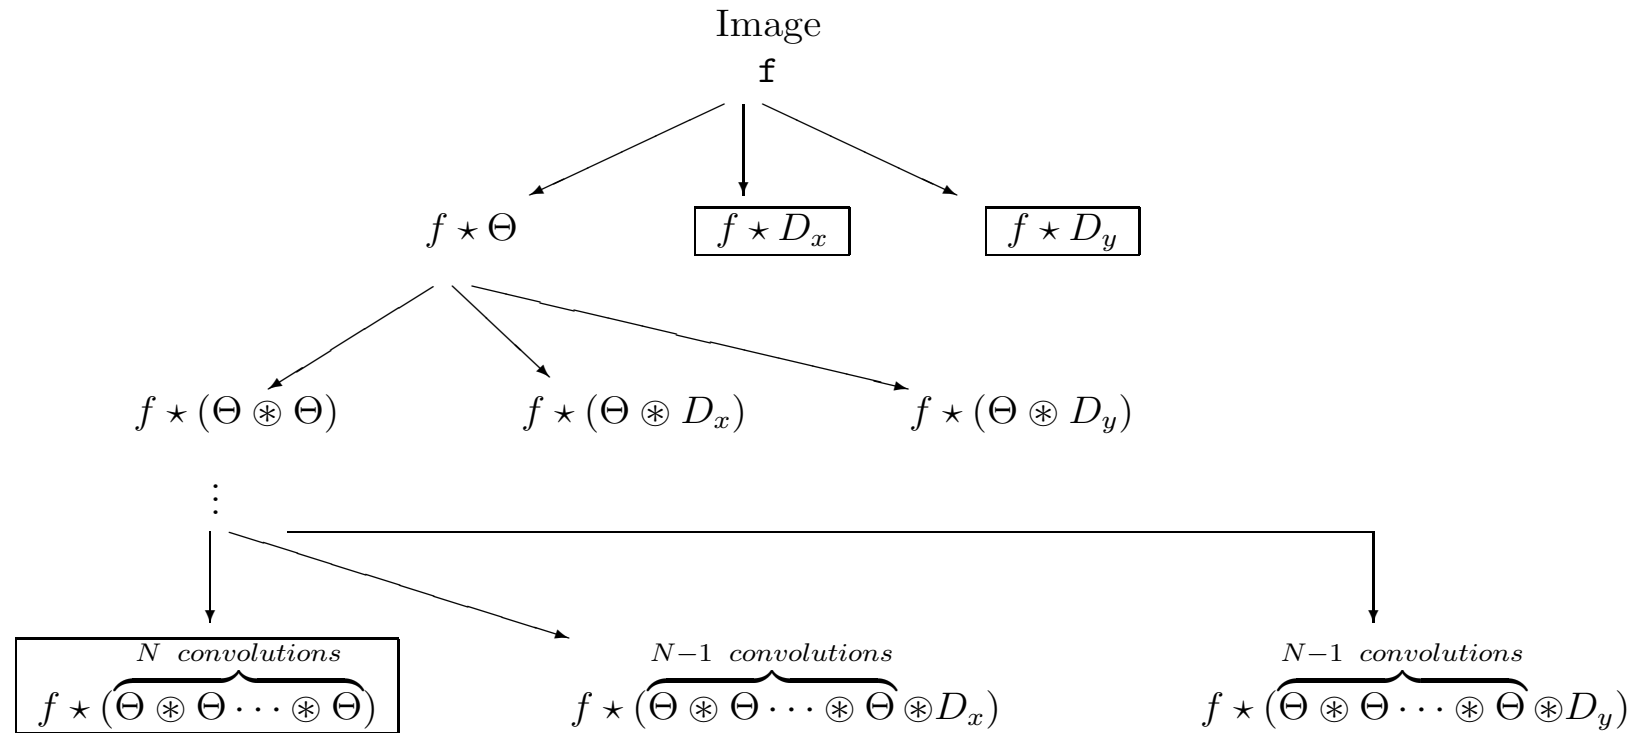 Image
f
f ⋆ Θ
f ⋆ D_x
f ⋆ D_y
f ⋆ (Θ ⊛ Θ)
f ⋆ (Θ ⊛ D_x)
f ⋆ (Θ ⊛ D_y)
⋮
N convolutions
f ⋆ (Θ ⊛ Θ ⋯ ⊛ Θ)
N−1 convolutions
f ⋆ (Θ ⊛ Θ ⋯ ⊛ Θ ⊛ D_x)
N−1 convolutions
f ⋆ (Θ ⊛ Θ ⋯ ⊛ Θ ⊛ D_y)